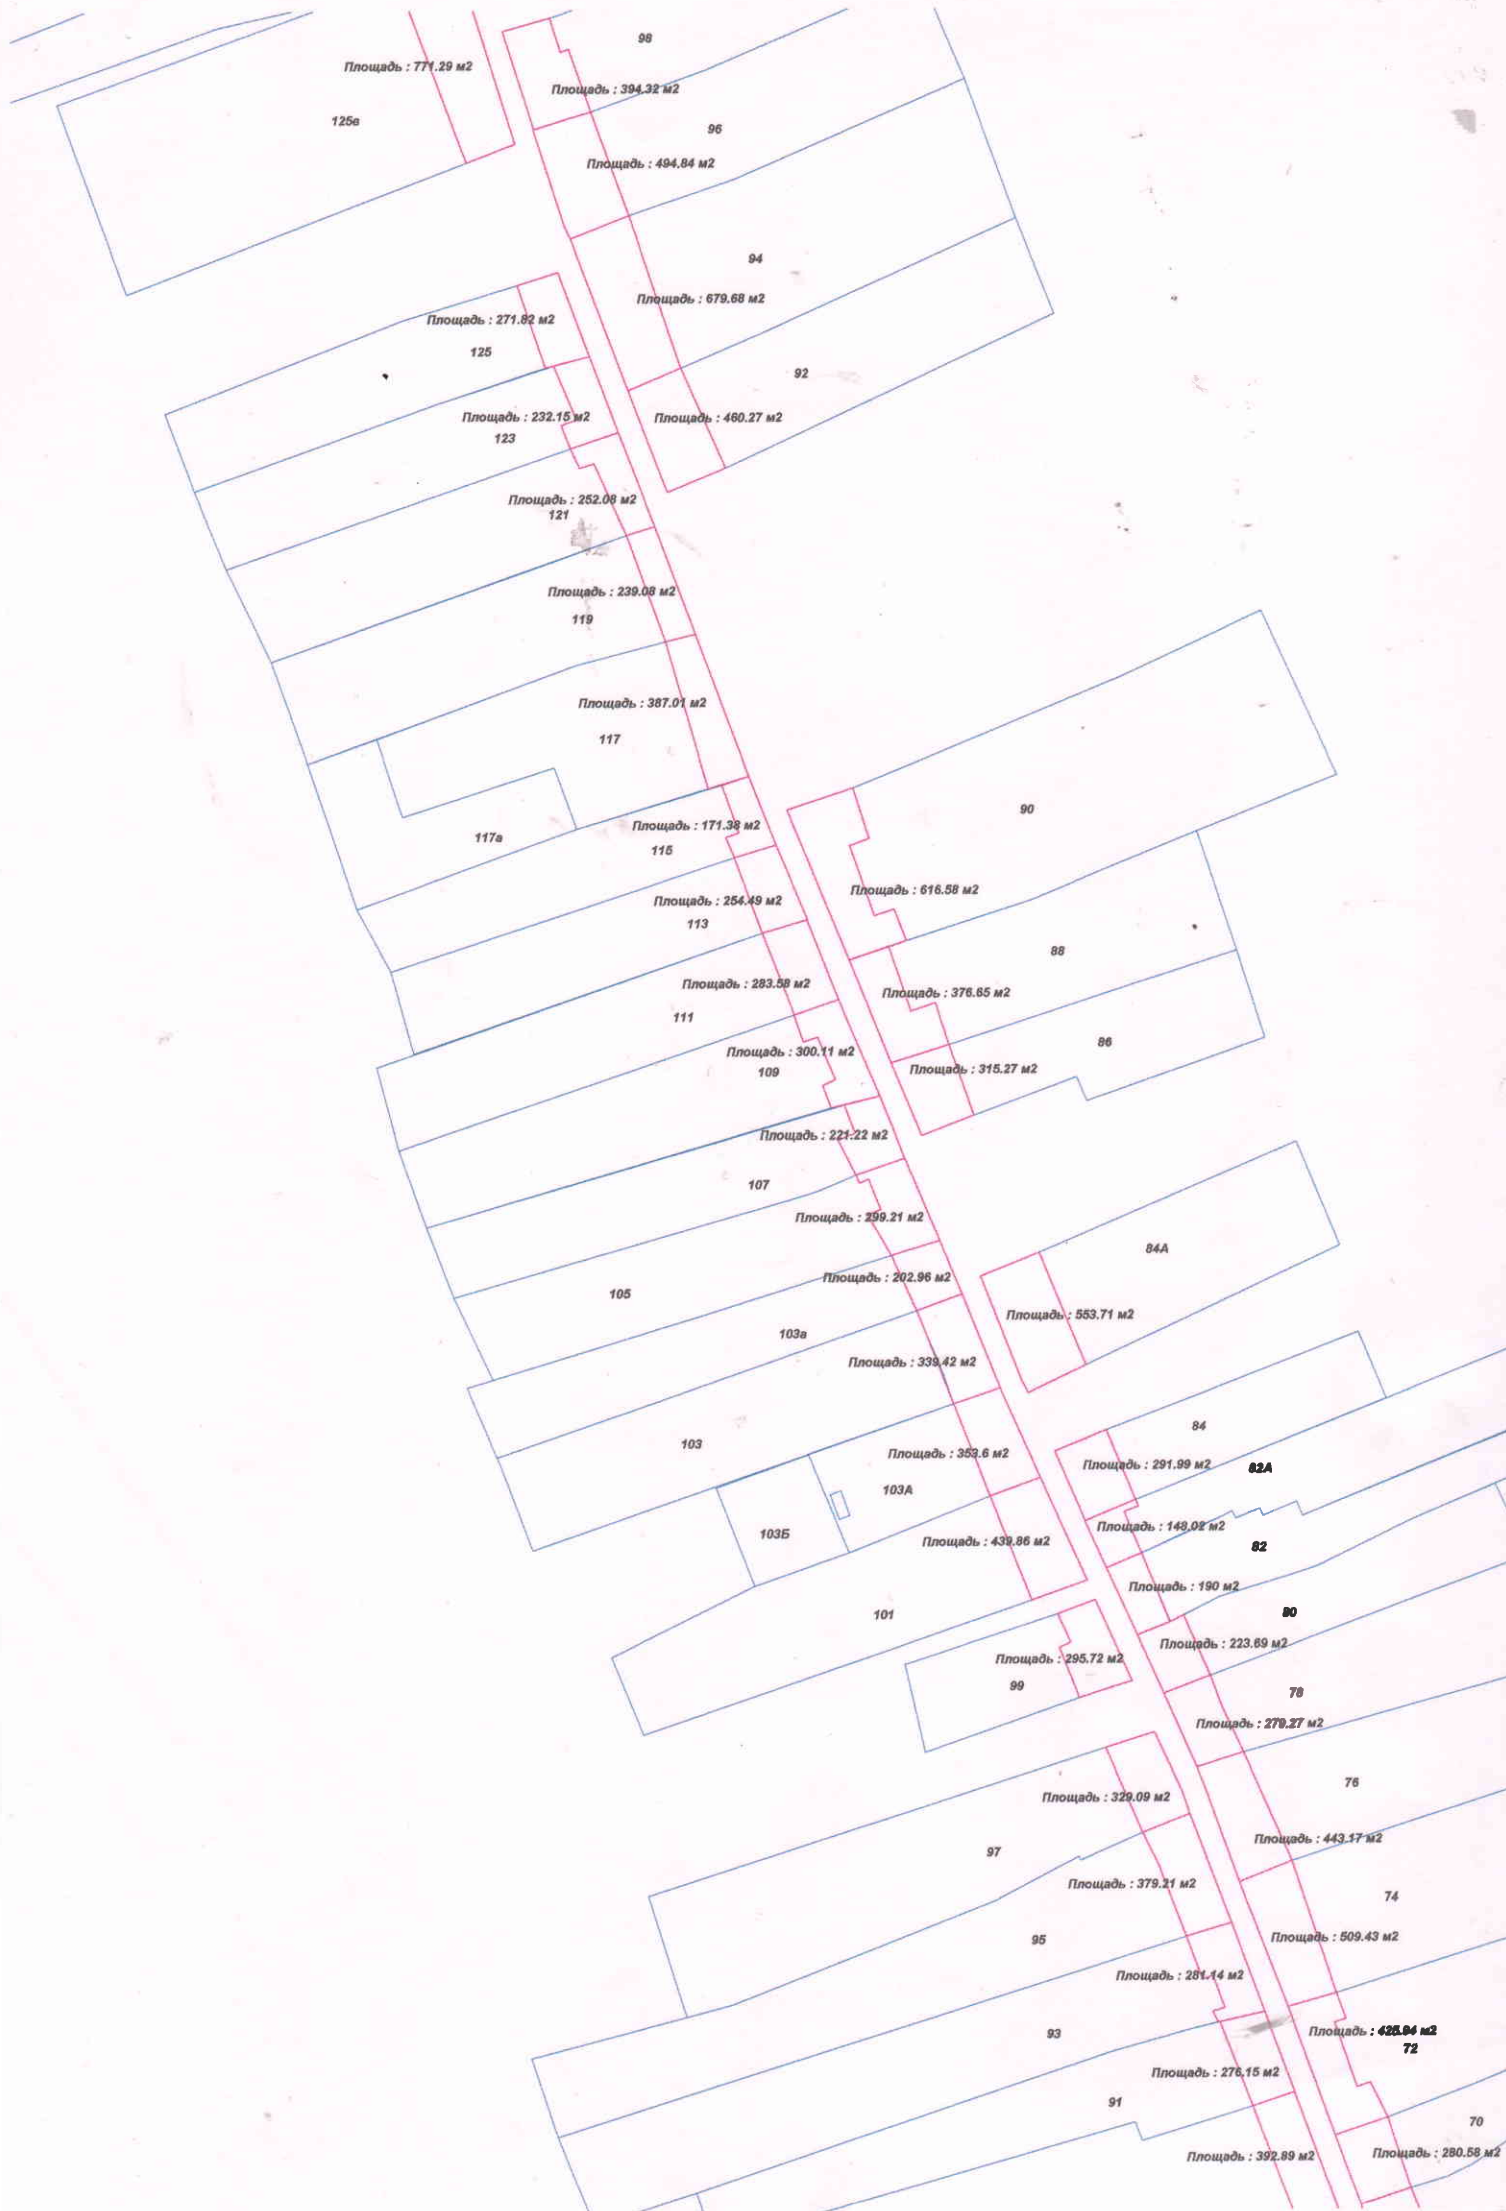 98
Площадь : 771.29 м2
Площадь : 394.32 м2
125в
96
Площадь : 494.84 м2
94
Площадь : 679.68 м2
Площадь : 271.82 м2
125
92
Площадь : 232.15 м2
123
Площадь : 460.27 м2
Площадь : 252.08 м2
121
Площадь : 239.08 м2
119
Площадь : 387.01 м2
117
90
Площадь : 171.38 м2
117а
115
Площадь : 616.58 м2
Площадь : 254.49 м2
113
88
Площадь : 283.58 м2
Площадь : 376.65 м2
111
86
Площадь : 300.11 м2
109
Площадь : 315.27 м2
Площадь : 221.22 м2
107
Площадь : 299.21 м2
84А
Площадь : 202.96 м2
105
Площадь : 553.71 м2
103а
Площадь : 339.42 м2
84
103
Площадь : 353.6 м2
Площадь : 291.99 м2
82А
103А
Площадь : 148.02 м2
103Б
Площадь : 439.86 м2
82
Площадь : 190 м2
101
80
Площадь : 223.69 м2
Площадь : 295.72 м2
99
78
Площадь : 279.27 м2
76
Площадь : 329.09 м2
Площадь : 443.17 м2
97
Площадь : 379.21 м2
74
95
Площадь : 509.43 м2
Площадь : 281.14 м2
93
Площадь : 425.94 м2
72
Площадь : 276.15 м2
91
70
Площадь : 392.89 м2
Площадь : 280.58 м2